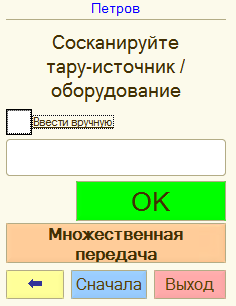 Петров
Сосканируйте
тару-источник /
оборудование
Ввести вручную
OK
Множественная
передача
Сначала
Выход